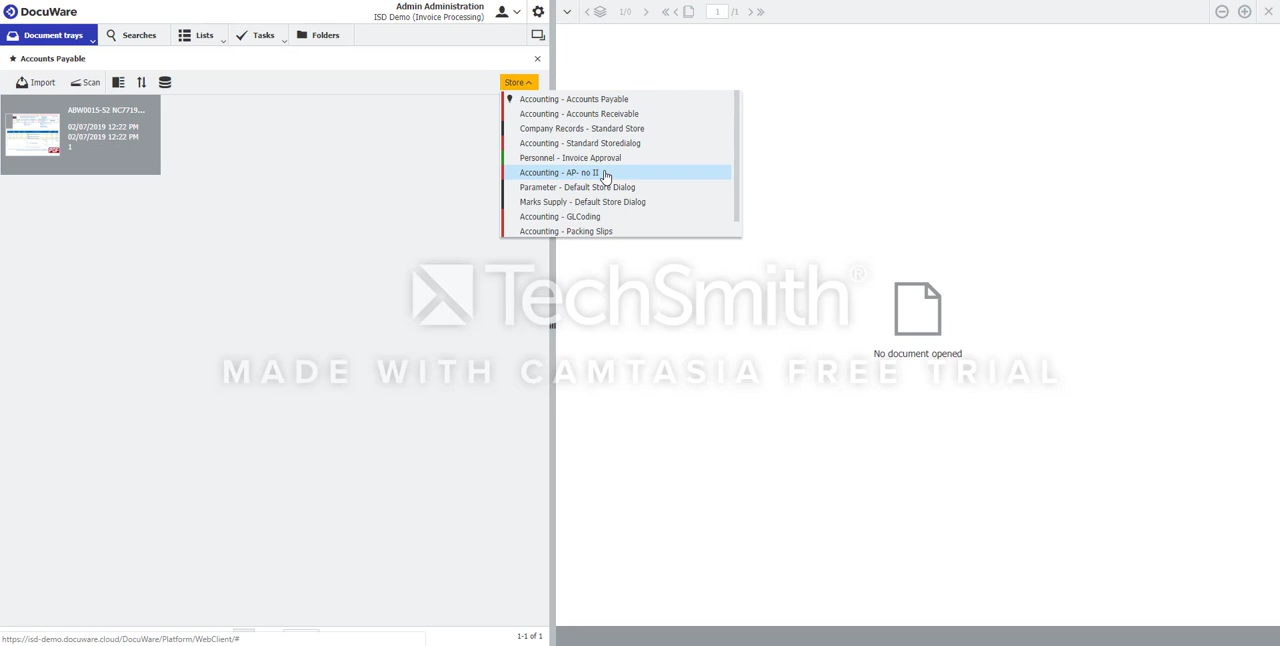 DocuWare
Admin Administration
ISD Demo (Invoice Processing)
Document trays
Searches
Lists
Tasks
Folders
★ Accounts Payable
Import
Scan
Store
ABW0015-52 NC7719...
02/07/2019 12:22 PM
02/07/2019 12:22 PM
1
Accounting - Accounts Payable
Accounting - Accounts Receivable
Company Records - Standard Store
Accounting - Standard Storedialog
Personnel - Invoice Approval
Accounting - AP- no II
Parameter - Default Store Dialog
Marks Supply - Default Store Dialog
Accounting - GLCoding
Accounting - Packing Slips
1/0
1 /1
No document opened
TechSmith®
MADE WITH CAMTASIA FREE TRIAL
https://isd-demo.docuware.cloud/DocuWare/Platform/WebClient/#
1-1 of 1